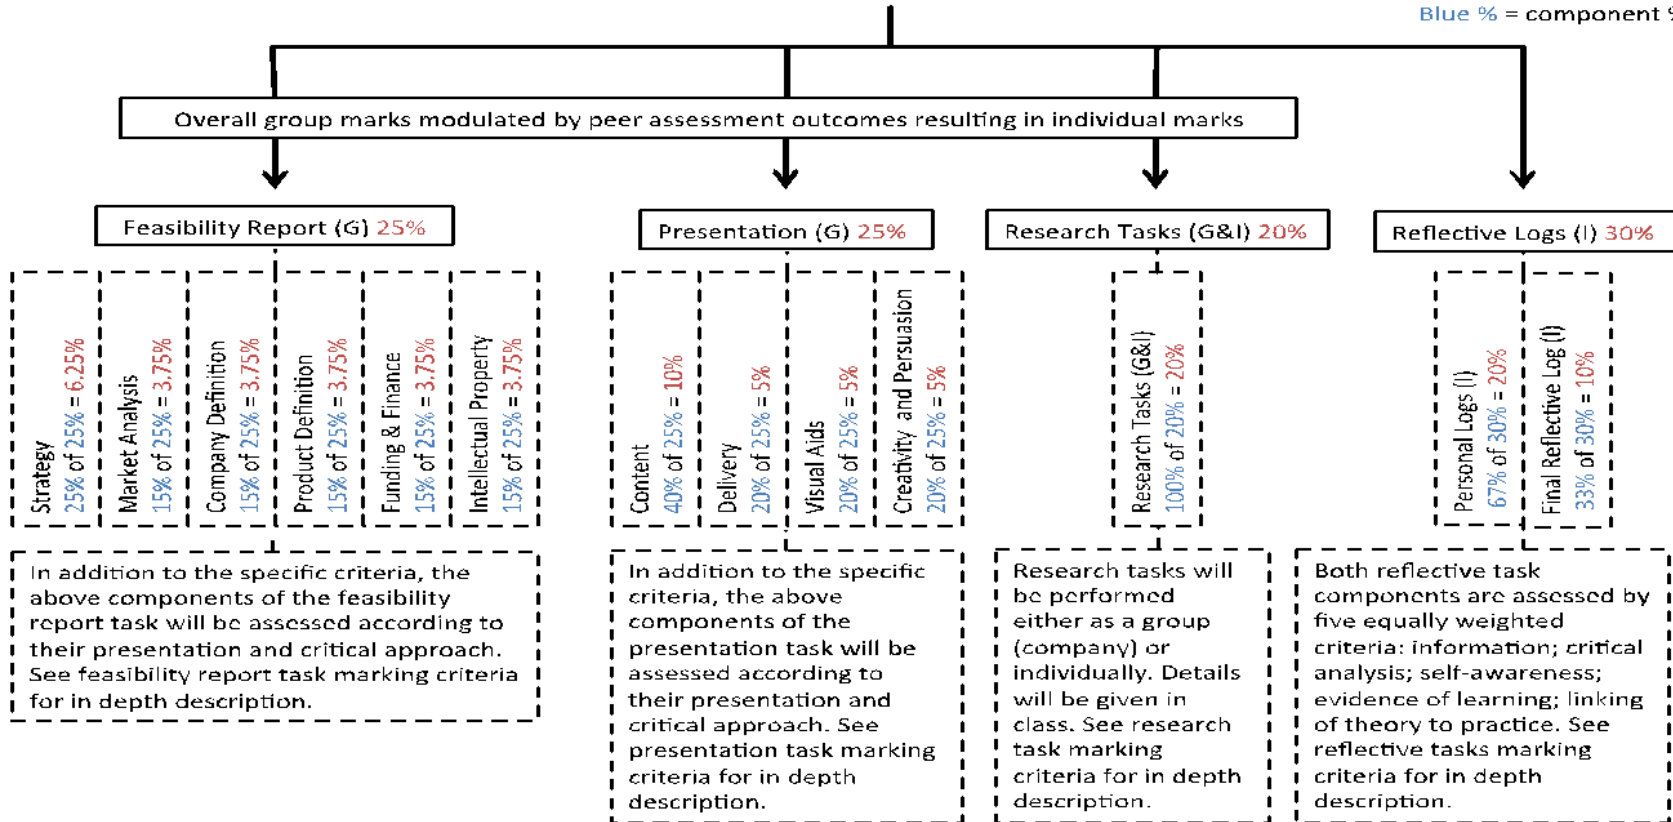 Blue % = component %
Overall group marks modulated by peer assessment outcomes resulting in individual marks
Feasibility Report (G) 25%
Presentation (G) 25%
Research Tasks (G&I) 20%
Reflective Logs (I) 30%
Strategy
25% of 25% = 6.25%
Market Analysis
15% of 25% = 3.75%
Company Definition
15% of 25% = 3.75%
Product Definition
15% of 25% = 3.75%
Funding & Finance
15% of 25% = 3.75%
Intellectual Property
15% of 25% = 3.75%
Content
40% of 25% = 10%
Delivery
20% of 25% = 5%
Visual Aids
20% of 25% = 5%
Creativity and Persuasion
20% of 25% = 5%
Research Tasks (G&I)
100% of 20% = 20%
Personal Logs (I)
67% of 30% = 20%
Final Reflective Log (I)
33% of 30% = 10%
In addition to the specific criteria, the
above components of the feasibility
report task will be assessed according to
their presentation and critical approach.
See feasibility report task marking criteria
for in depth description.
In addition to the specific
criteria, the above
components of the
presentation task will be
assessed according to
their presentation and
critical approach. See
presentation task marking
criteria for in depth
description.
Research tasks will
be performed
either as a group
(company) or
individually. Details
will be given in
class. See research
task marking
criteria for in depth
description.
Both reflective task
components are assessed by
five equally weighted
criteria: information; critical
analysis; self-awareness;
evidence of learning; linking
of theory to practice. See
reflective tasks marking
criteria for in depth
description.